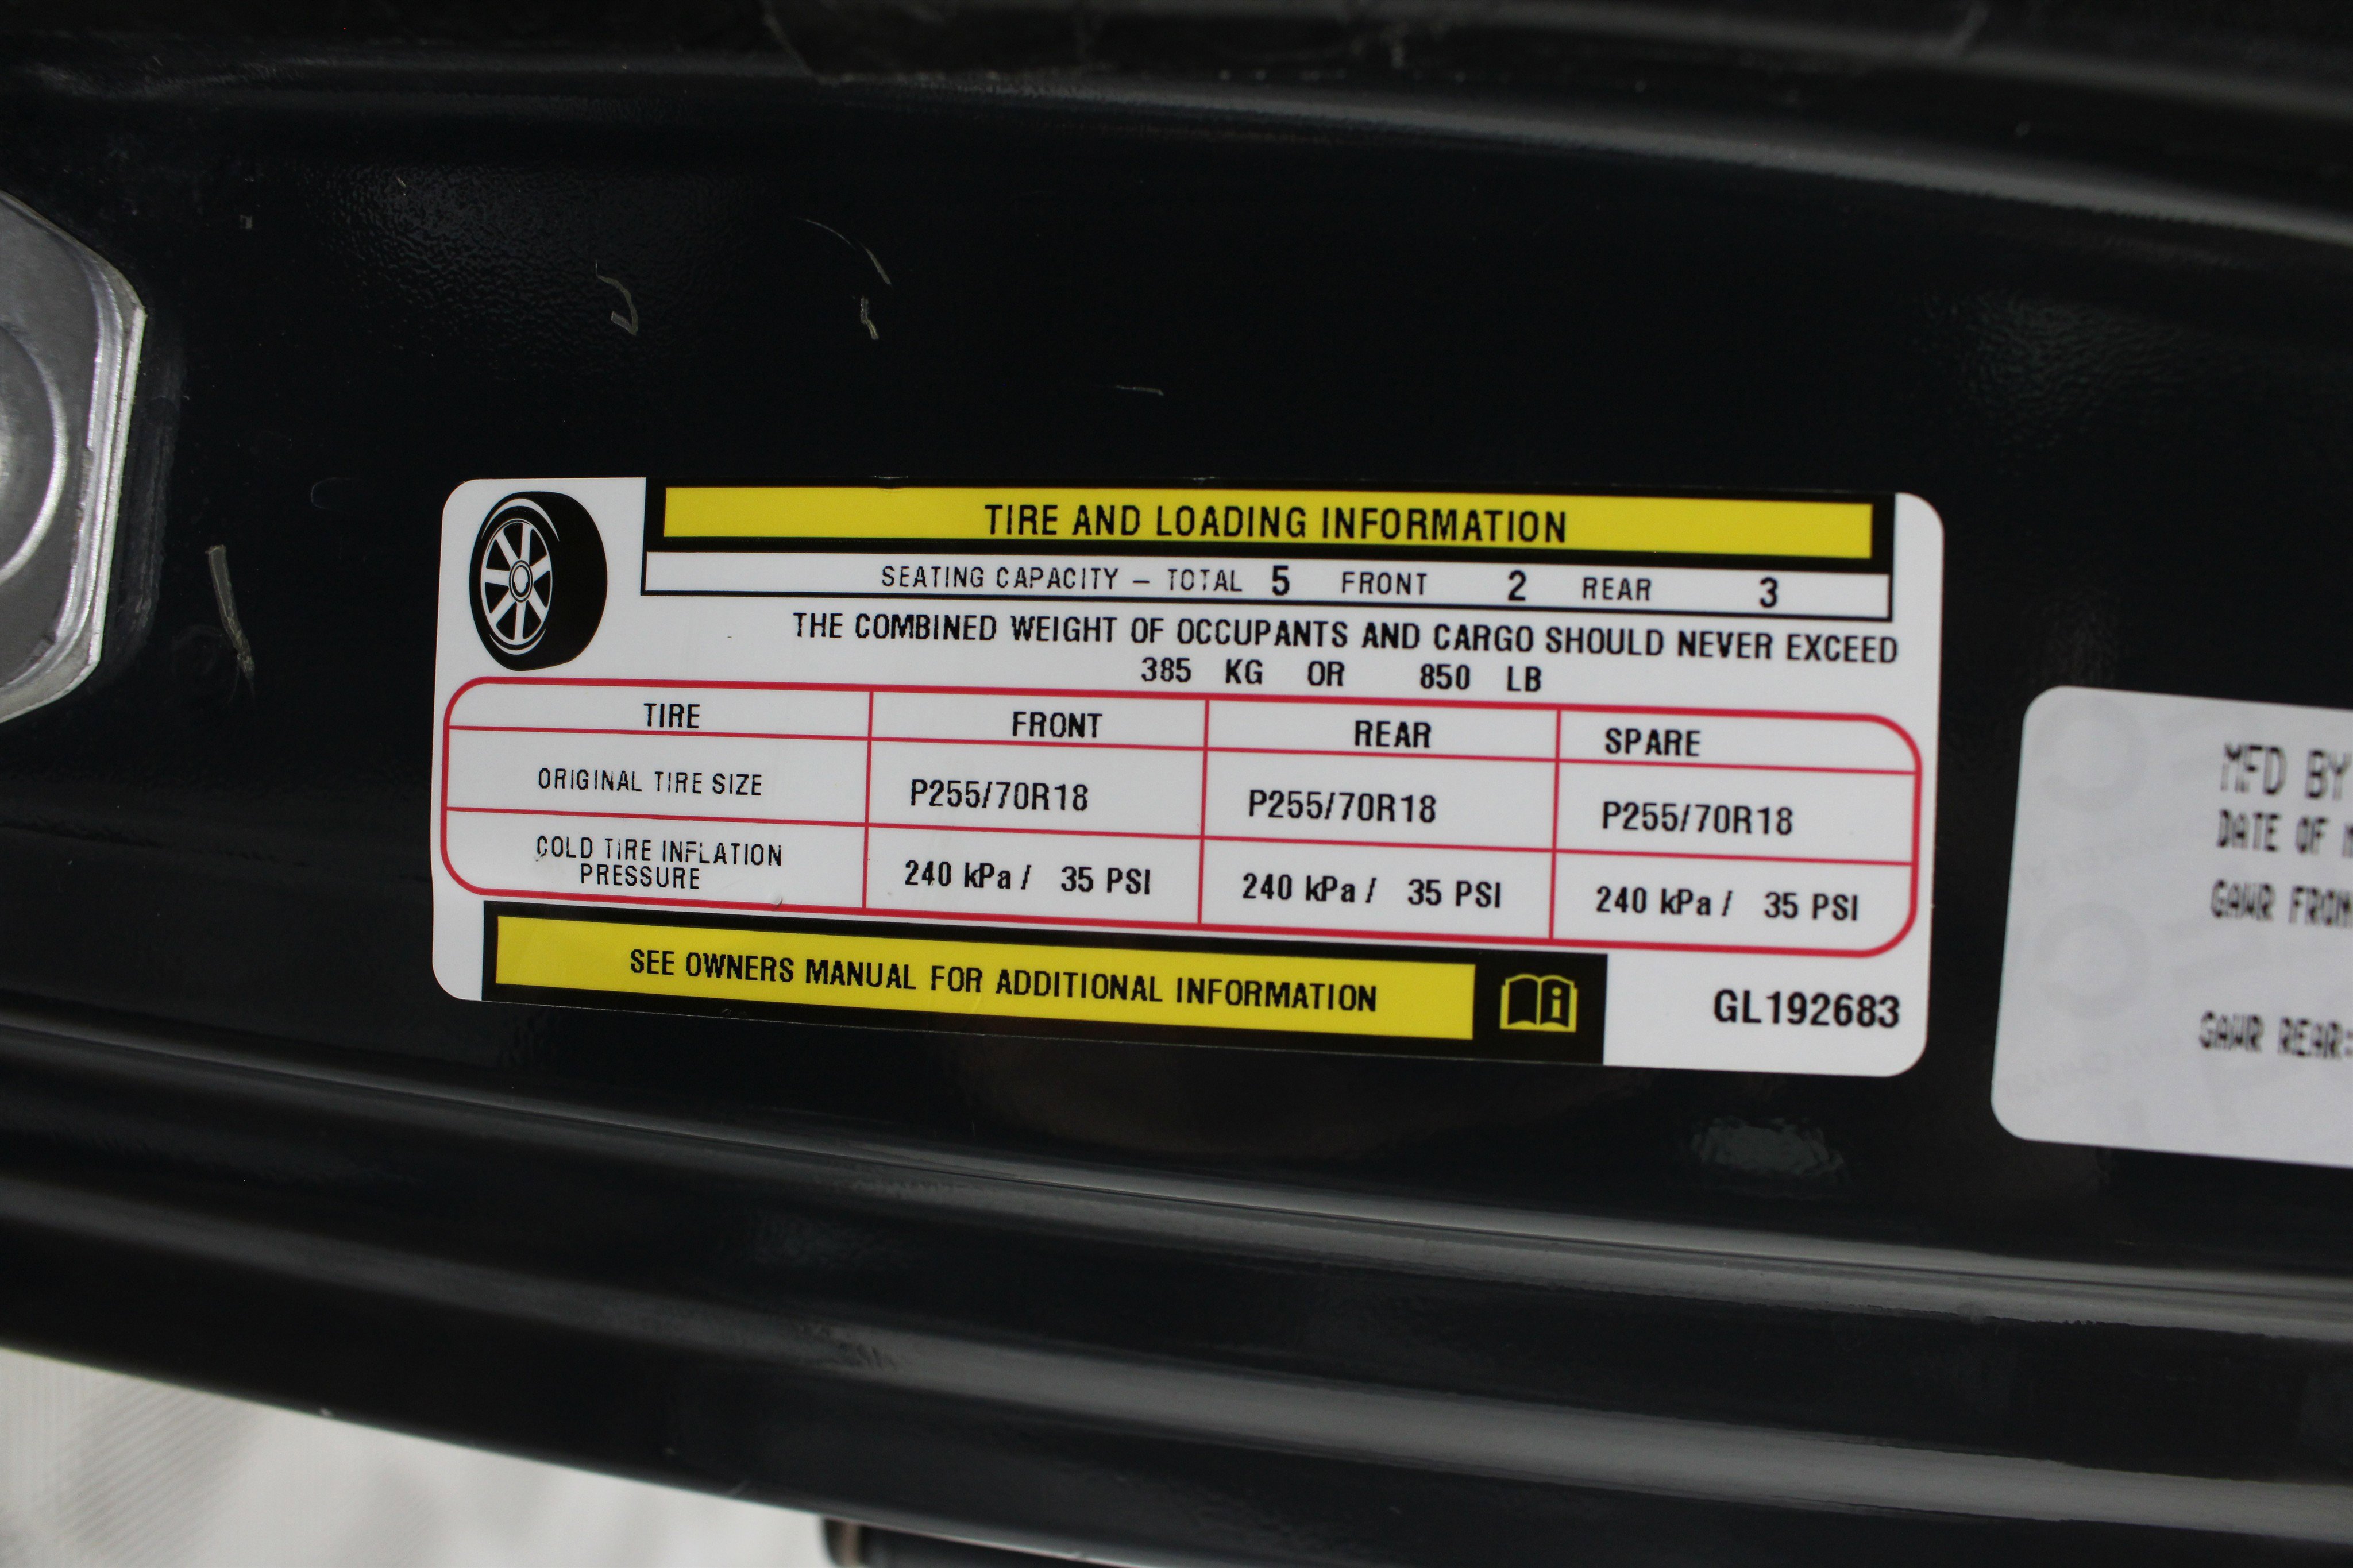 TIRE AND LOADING INFORMATION
SEATING CAPACITY – TOTAL 5 FRONT 2 REAR 3
THE COMBINED WEIGHT OF OCCUPANTS AND CARGO SHOULD NEVER EXCEED
385 KG OR 850 LB
TIRE FRONT REAR SPARE
ORIGINAL TIRE SIZE P255/70R18 P255/70R18 P255/70R18
COLD TIRE INFLATION
PRESSURE 240 kPa / 35 PSI 240 kPa / 35 PSI 240 kPa / 35 PSI
SEE OWNERS MANUAL FOR ADDITIONAL INFORMATION
GL192683
MFD BY
DATE OF
GAWR FRON
GAWR REAR: